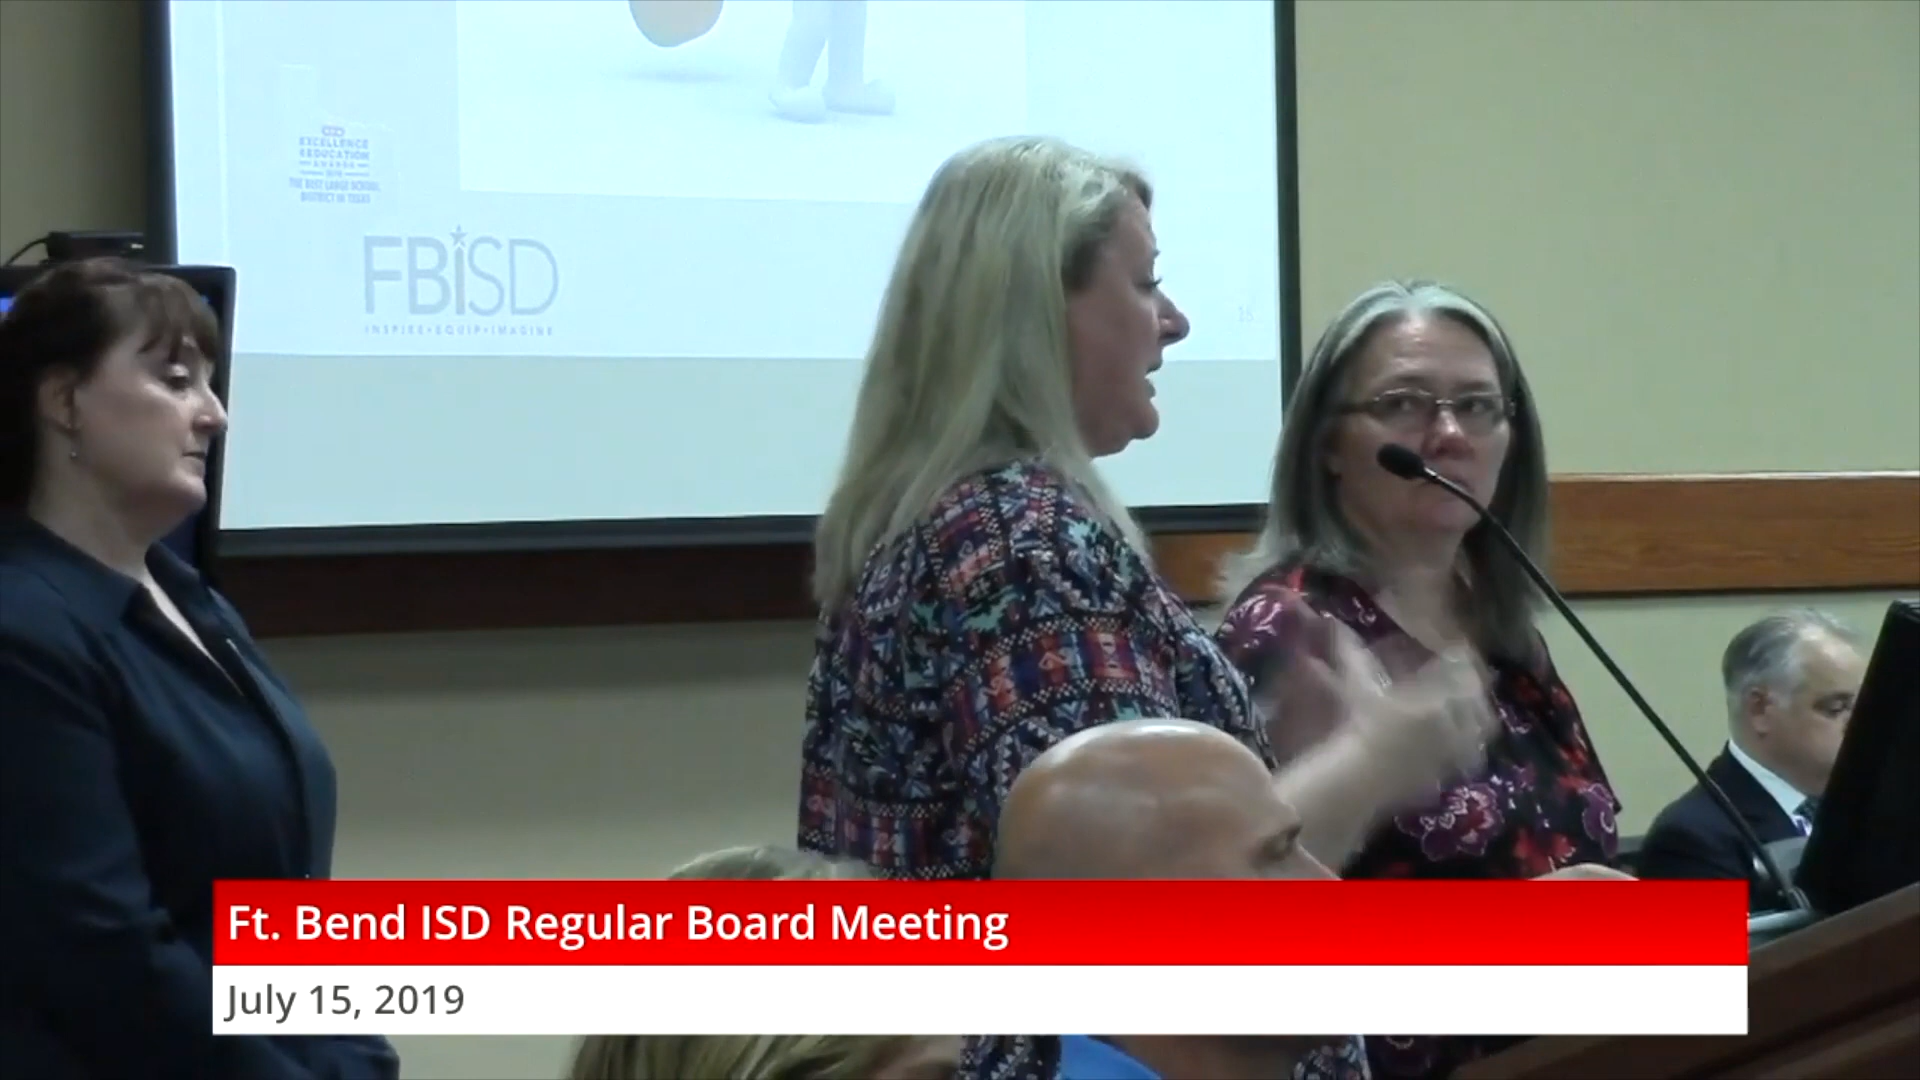 EXCELLENCE
EDUCATION
AWARDS
THE BEST LARGE SCHOOL
DISTRICT IN TEXAS
FBiSD
INSPIRE•EQUIP•IMAGINE
Ft. Bend ISD Regular Board Meeting
July 15, 2019